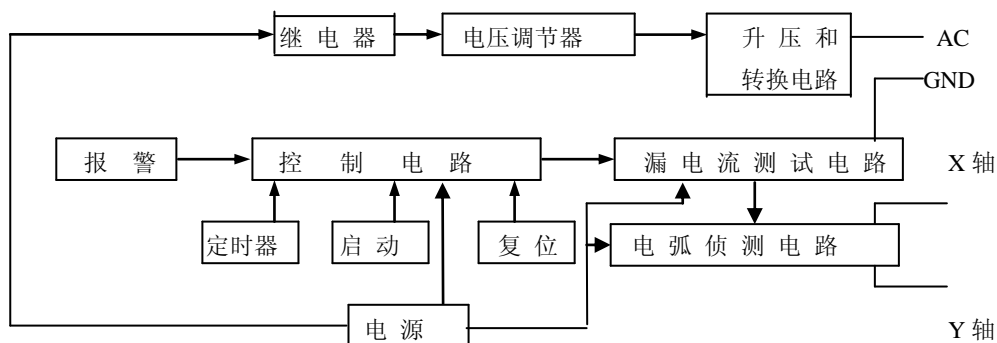 继电器 电压调节器 升压和 AC
转换电路 GND
报警 控制电路 漏电流测试电路 X轴
定时器 启动 复位 电弧侦测电路
电源 Y轴